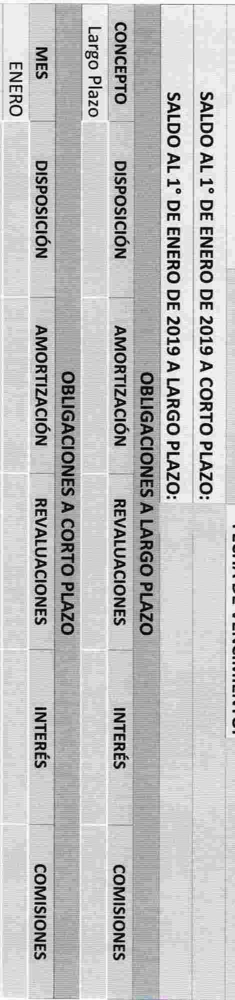 FECHA DE VENCIMIENTO:
SALDO AL 1° DE ENERO DE 2019 A CORTO PLAZO:
SALDO AL 1° DE ENERO DE 2019 A LARGO PLAZO:
OBLIGACIONES A LARGO PLAZO
CONCEPTO DISPOSICIÓN AMORTIZACIÓN REVALUACIONES INTERÉS COMISIONES
Largo Plazo
OBLIGACIONES A CORTO PLAZO
MES DISPOSICIÓN AMORTIZACIÓN REVALUACIONES INTERÉS COMISIONES
ENERO